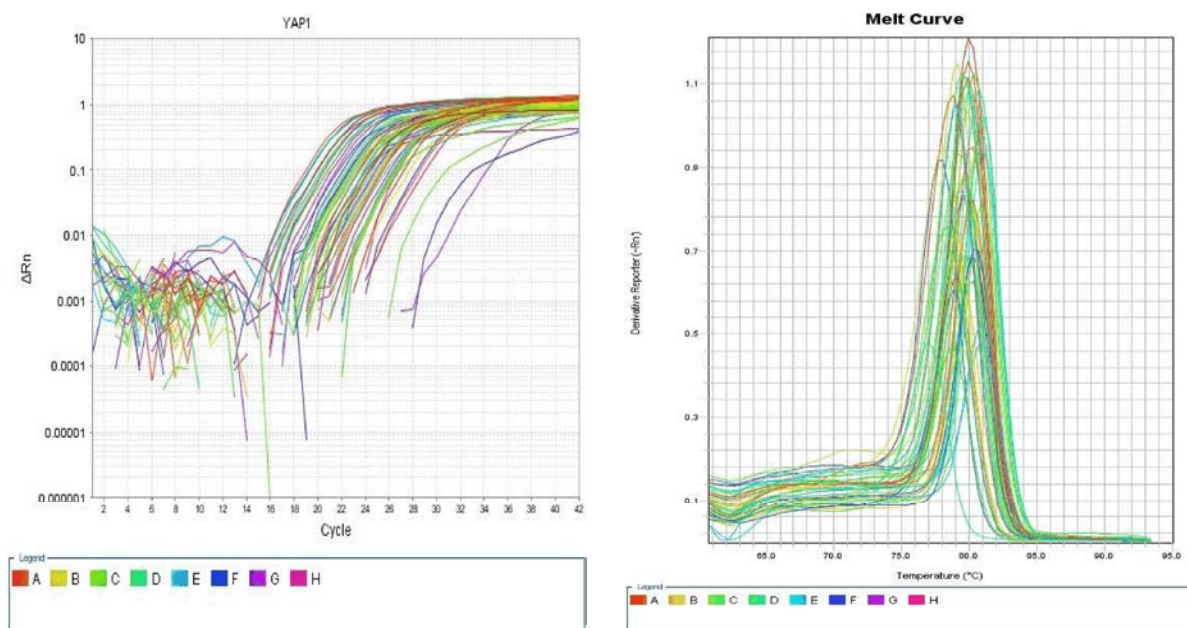 YAP1
10
1
0.1
0.01
0.001
0.0001
0.00001
0.000001
ΔRn
2 4 6 8 10 12 14 16 18 20 22 24 26 28 30 32 34 36 38 40 42
Cycle
Legend
A B C D E F G H
Melt Curve
1.1
0.9
0.7
0.5
0.3
0.1
Derivative Reporter (-Rn')
65.0 70.0 75.0 80.0 85.0 90.0 95.0
Temperature (°C)
Legend
A B C D E F G H